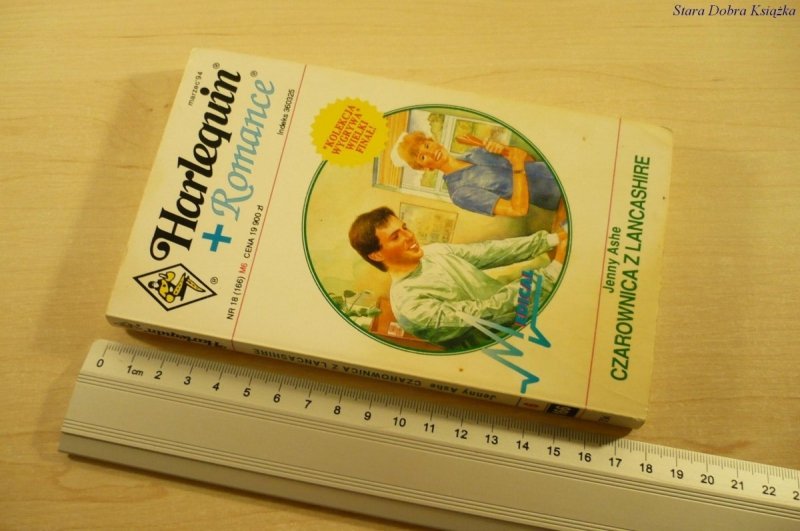 Stara Dobra Książka
marzec'94
Harlequin®
+ Romance®
Indeks 360325
NR 18 (166) M6 CENA 19 900 zł
®
"KOLEKCJA
WYGRYWA"
WIELKI
FINAŁ!
MEDICAL
Jenny Ashe
CZAROWNICA Z LANCASHIRE
Harlequin
Jenny Ashe CZAROWNICA Z LANCASHIRE
0 1cm 2 3 4 5 6 7 8 9 10 11 12 13 14 15 16 17 18 19 20 21 22